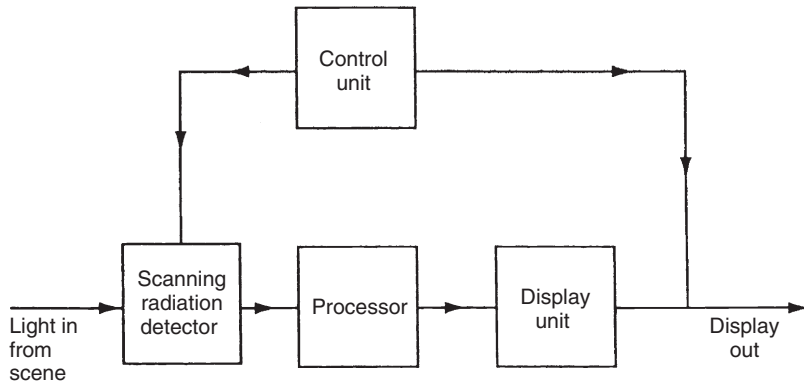 Control
unit
Scanning
radiation
detector
Processor
Display
unit
Light in
from
scene
Display
out